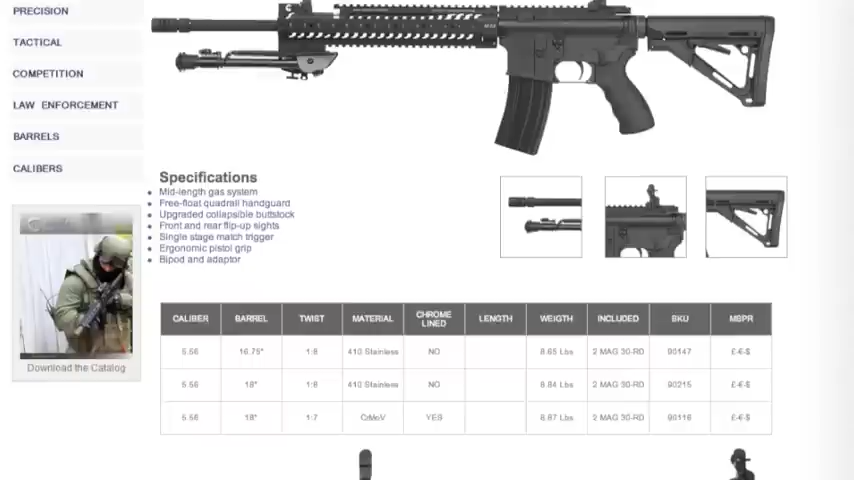 PRECISION
TACTICAL
COMPETITION
LAW ENFORCEMENT
BARRELS
CALIBERS
Download the Catalog
Specifications
Mid-length gas system
Free-float quadrail handguard
Upgraded collapsible buttstock
Front and rear flip-up sights
Single stage match trigger
Ergonomic pistol grip
Bipod and adaptor
CALIBER BARREL TWIST MATERIAL CHROME LINED LENGTH WEIGTH INCLUDED SKU MSPR
5.56 16.75" 1:8 410 Stainless NO 8.65 Lbs 2 MAG 30-RD 90147 £-€-$
5.56 18" 1:8 410 Stainless NO 8.84 Lbs 2 MAG 30-RD 90215 £-€-$
5.56 18" 1:7 CrMoV YES 8.87 Lbs 2 MAG 30-RD 90116 £-€-$